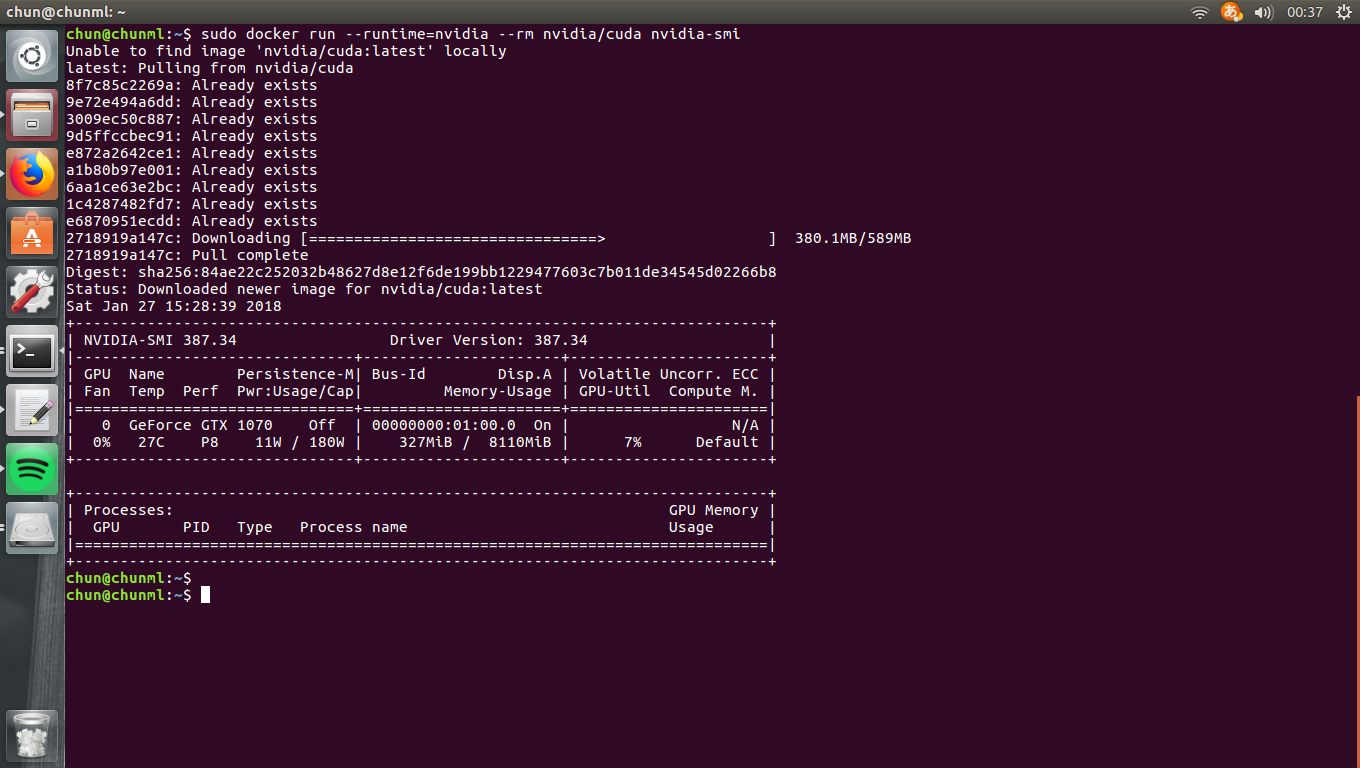 chun@chunml: ~
あ
00:37
chun@chunml:~$ sudo docker run --runtime=nvidia --rm nvidia/cuda nvidia-smi
Unable to find image 'nvidia/cuda:latest' locally
latest: Pulling from nvidia/cuda
8f7c85c2269a: Already exists
9e72e494a6dd: Already exists
3009ec50c887: Already exists
9d5ffccbec91: Already exists
e872a2642ce1: Already exists
a1b80b97e001: Already exists
6aa1ce63e2bc: Already exists
1c4287482fd7: Already exists
e6870951ecdd: Already exists
2718919a147c: Downloading [================================>                  ]  380.1MB/589MB
2718919a147c: Pull complete
Digest: sha256:84ae22c252032b48627d8e12f6de199bb1229477603c7b011de34545d02266b8
Status: Downloaded newer image for nvidia/cuda:latest
Sat Jan 27 15:28:39 2018
+-----------------------------------------------------------------------------+
| NVIDIA-SMI 387.34                 Driver Version: 387.34                    |
|-------------------------------+----------------------+----------------------+
| GPU  Name        Persistence-M| Bus-Id        Disp.A | Volatile Uncorr. ECC |
| Fan  Temp  Perf  Pwr:Usage/Cap|         Memory-Usage | GPU-Util  Compute M. |
|===============================+======================+======================|
|   0  GeForce GTX 1070    Off  | 00000000:01:00.0  On |                  N/A |
|  0%   27C    P8    11W / 180W |    327MiB /  8110MiB |      7%      Default |
+-------------------------------+----------------------+----------------------+
+-----------------------------------------------------------------------------+
| Processes:                                                       GPU Memory |
|  GPU       PID   Type   Process name                             Usage      |
|=============================================================================|
+-----------------------------------------------------------------------------+
chun@chunml:~$
chun@chunml:~$